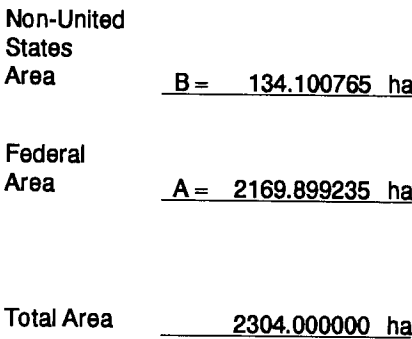 Non-United
States
Area B = 134.100765 ha
Federal
Area A = 2169.899235 ha
Total Area 2304.000000 ha